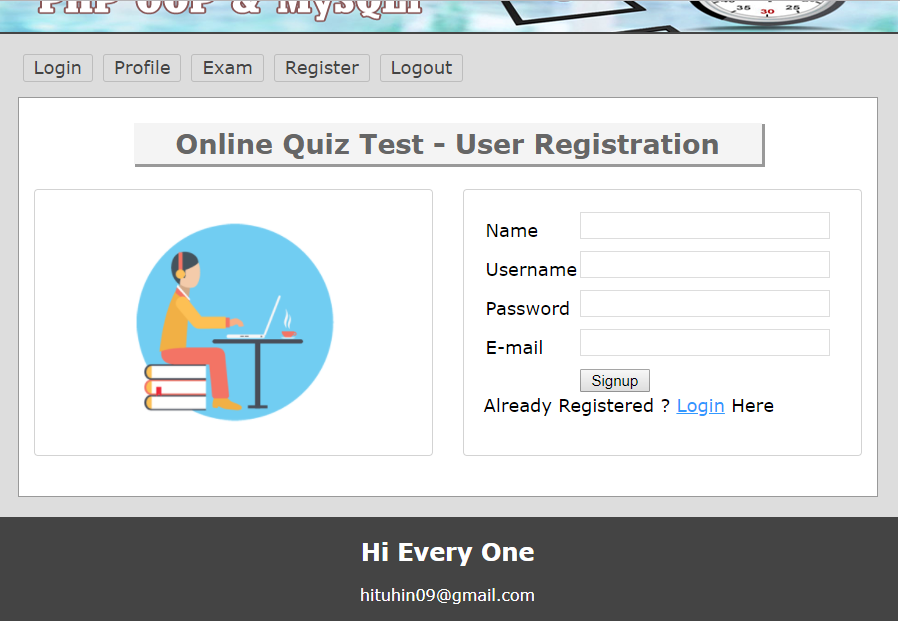 PHP OOP & MySQLi
35 30 25
Login Profile Exam Register Logout
Online Quiz Test - User Registration
Name
Username
Password
E-mail
Signup
Already Registered ? Login Here
Hi Every One
hituhin09@gmail.com